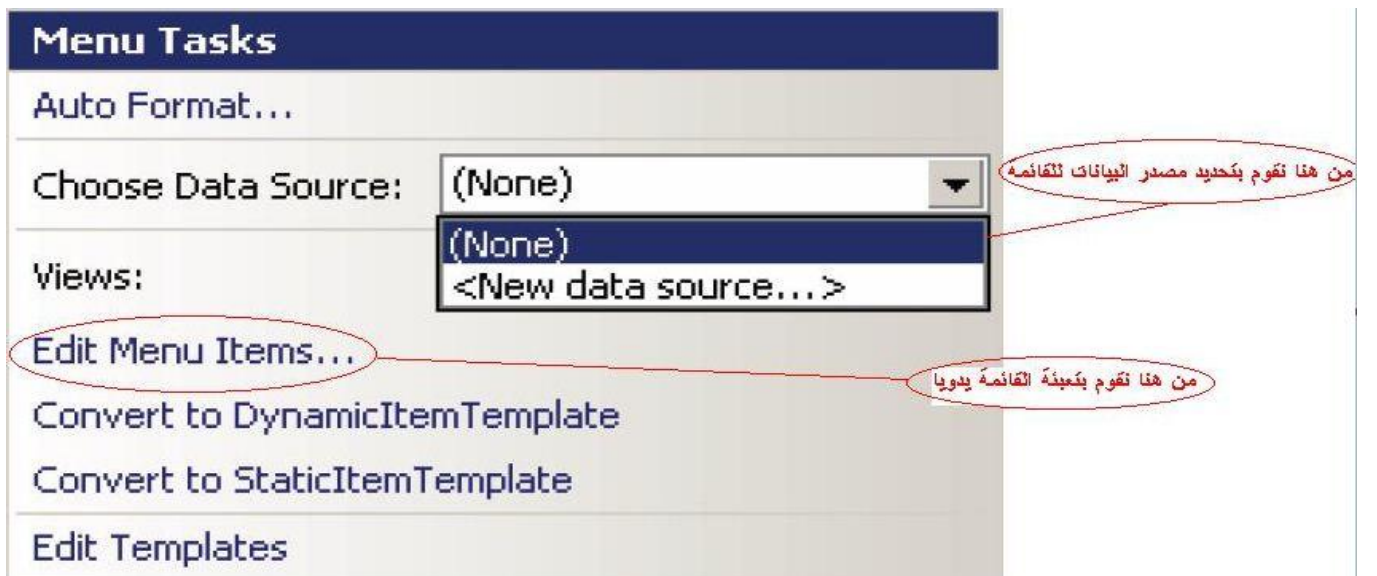 Menu Tasks
Auto Format...
Choose Data Source:
(None)
من هنا نقوم بتحديد مصدر البيانات للقائمه
(None)
<New data source...>
Views:
Edit Menu Items...
من هنا نقوم بتعبئة القائمة يدويا
Convert to DynamicItemTemplate
Convert to StaticItemTemplate
Edit Templates